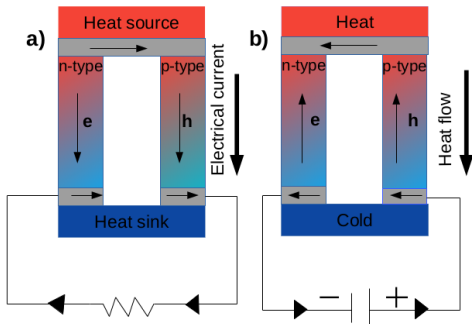 a)
Heat source
n-type
p-type
e
h
Electrical current
Heat sink
b)
Heat
n-type
p-type
e
h
Heat flow
Cold
− +